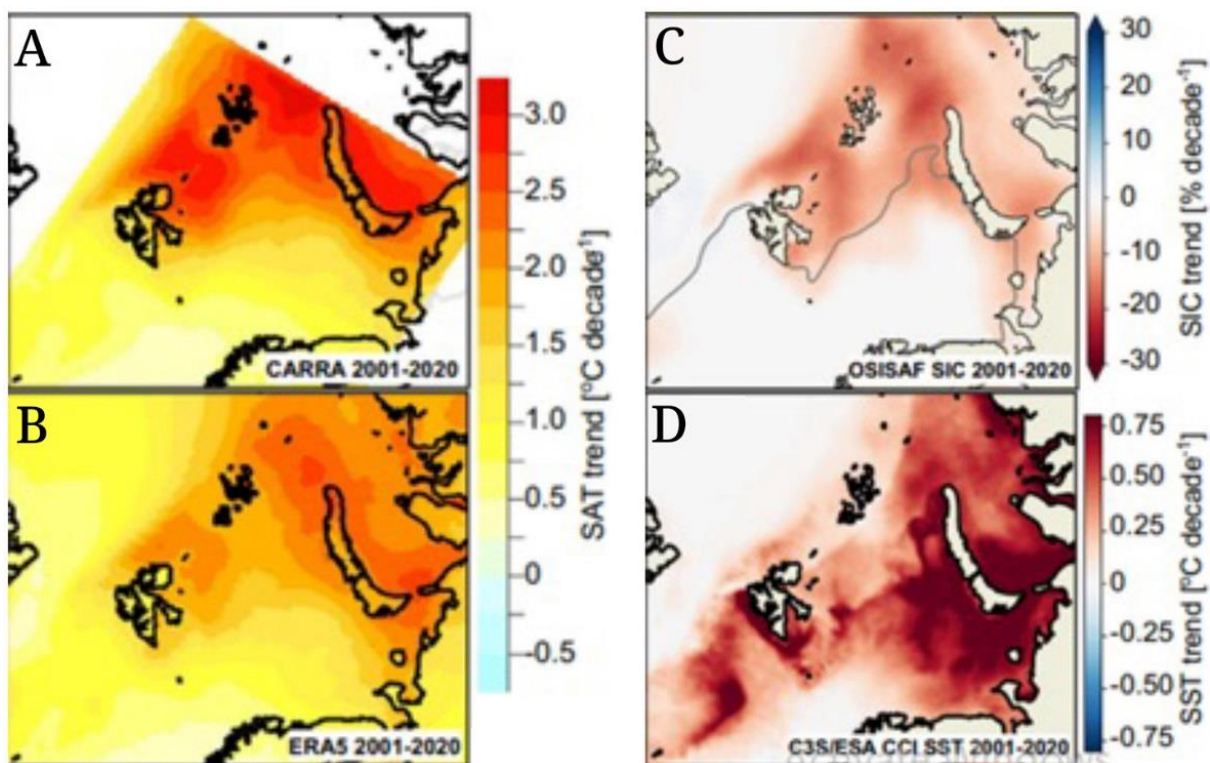 A
CARRA 2001-2020
B
ERA5 2001-2020
3.0
2.5
2.0
1.5
1.0
0.5
0
-0.5
SAT trend [ºC decade⁻¹]
C
OSISAF SIC 2001-2020
30
20
10
0
-10
-20
-30
SIC trend [% decade⁻¹]
D
C3S/ESA CCI SST 2001-2020
0.75
0.50
0.25
0
-0.25
-0.50
-0.75
SST trend [ºC decade⁻¹]